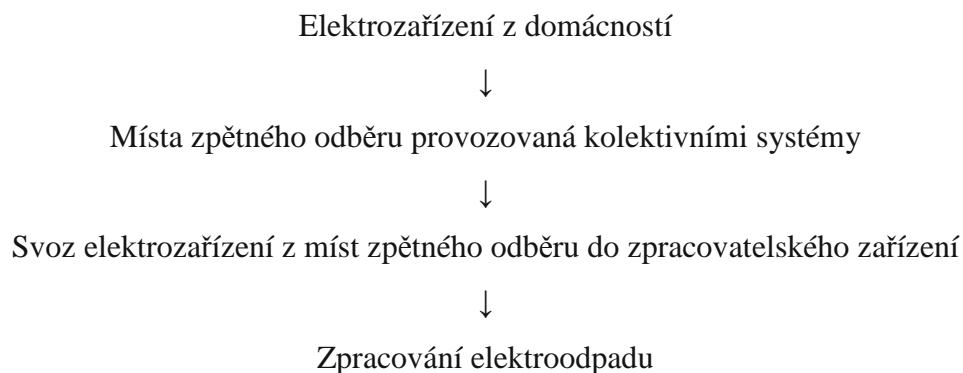 Elektrozařízení z domácností
↓
Místa zpětného odběru provozovaná kolektivními systémy
↓
Svoz elektrozařízení z míst zpětného odběru do zpracovatelského zařízení
↓
Zpracování elektroodpadu